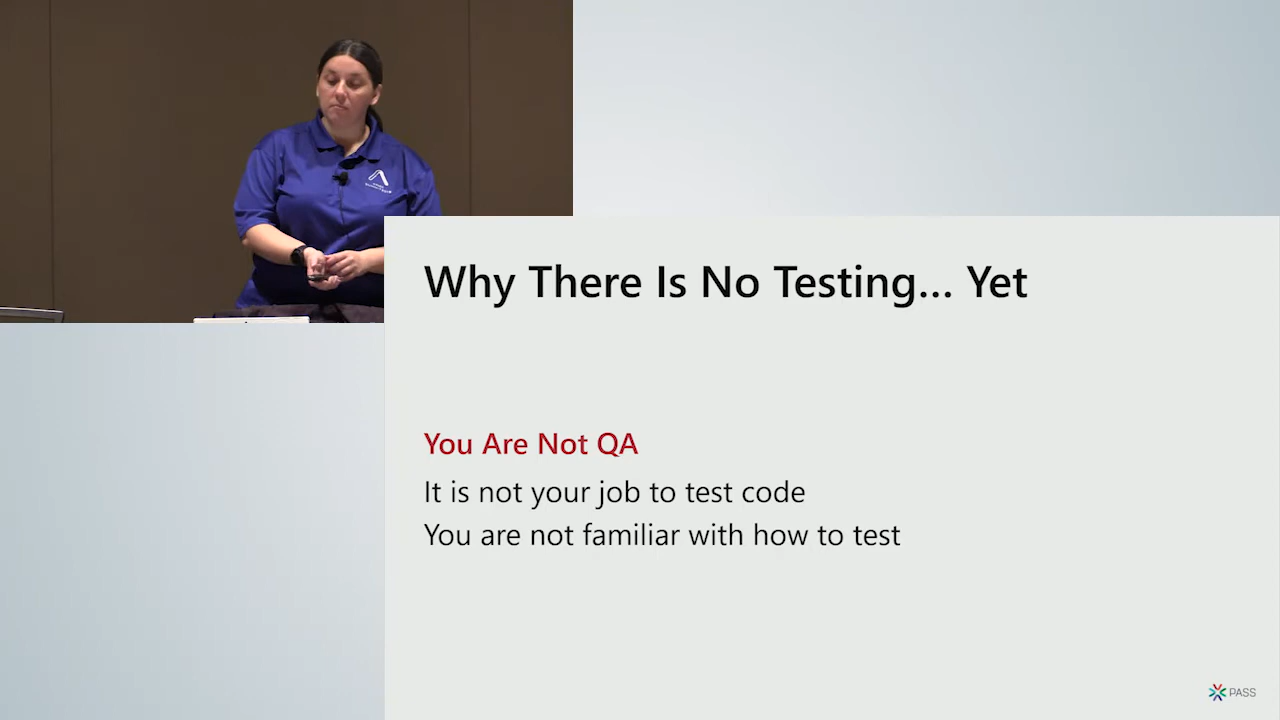 Why There Is No Testing... Yet
You Are Not QA
It is not your job to test code
You are not familiar with how to test
PASS